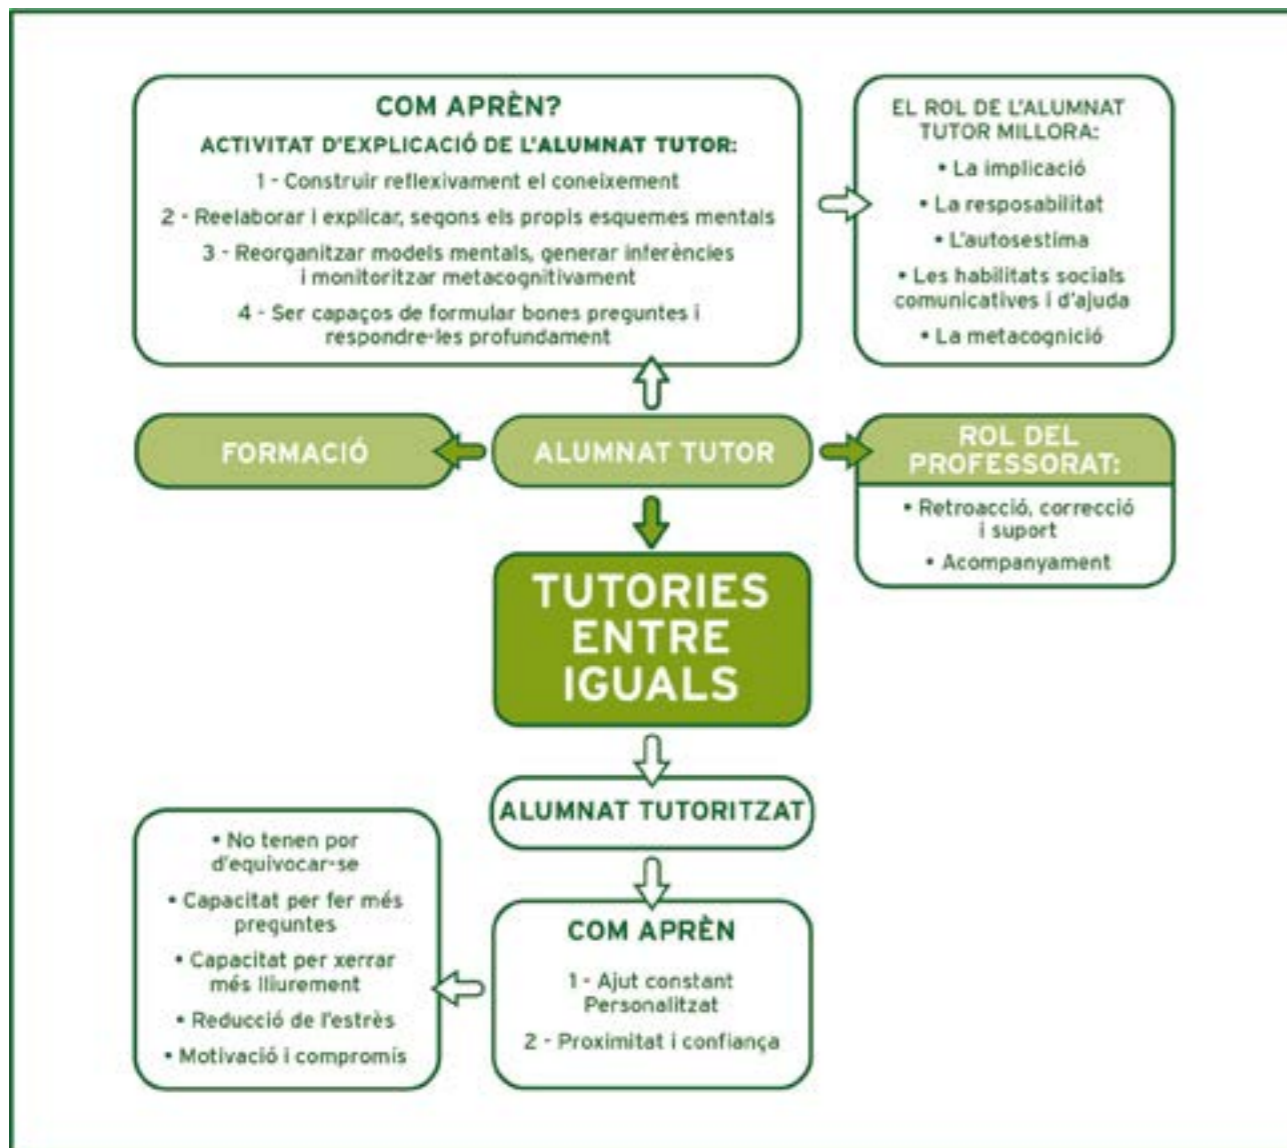 COM APRÈN?
ACTIVITAT D'EXPLICACIÓ DE L'ALUMNAT TUTOR:
1 - Construir reflexivament el coneixement
2 - Reelaborar i explicar, segons els propis esquemes mentals
3 - Reorganitzar models mentals, generar inferències
i monitoritzar metacognitivament
4 - Ser capaços de formular bones preguntes i
respondre-les profundament
EL ROL DE L'ALUMNAT
TUTOR MILLORA:
• La implicació
• La resposabilitat
• L'autosestima
• Les habilitats socials
comunicatives i d'ajuda
• La metacognició
FORMACIÓ
ALUMNAT TUTOR
ROL DEL
PROFESSORAT:
• Retroacció, correcció
i suport
• Acompanyament
TUTORIES
ENTRE
IGUALS
ALUMNAT TUTORITZAT
• No tenen por
d'equivocar-se
• Capacitat per fer més
preguntes
• Capacitat per xerrar
més lliurement
• Reducció de l'estrès
• Motivació i compromís
COM APRÈN
1 - Ajut constant
Personalitzat
2 - Proximitat i confiança